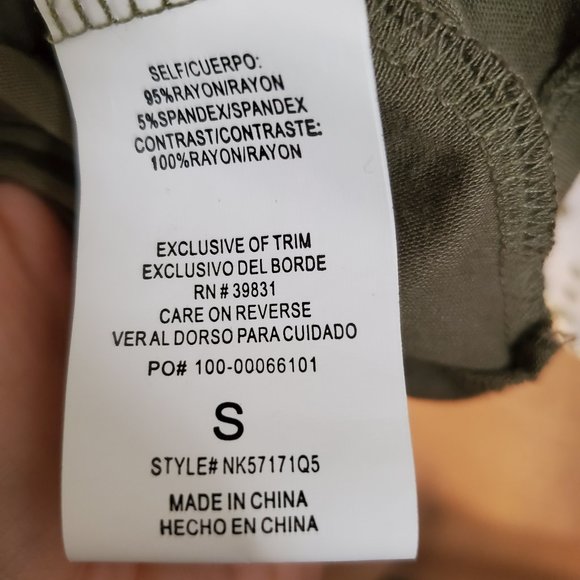 SELF/CUERPO:
95%RAYON/RAYON
5%SPANDEX/SPANDEX
CONTRAST/CONTRASTE:
100%RAYON/RAYON
EXCLUSIVE OF TRIM
EXCLUSIVO DEL BORDE
RN # 39831
CARE ON REVERSE
VER AL DORSO PARA CUIDADO
PO# 100-00066101
S
STYLE# NK57171Q5
MADE IN CHINA
HECHO EN CHINA